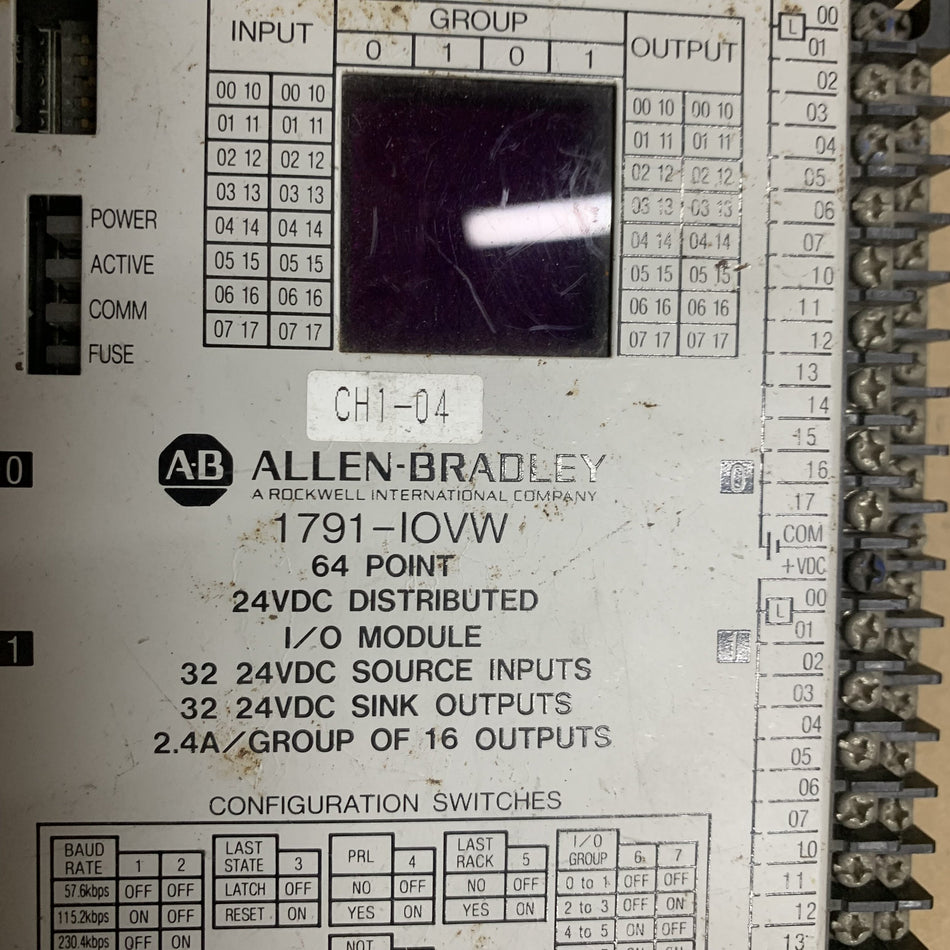 GROUP
INPUT
0 1 0 1
OUTPUT
00 10 00 10
01 11 01 11
02 12 02 12
03 13 03 13
04 14 04 14
05 15 05 15
06 16 06 16
07 17 07 17
00 10 00 10
01 11 01 11
02 12 02 12
03 13 03 13
04 14 04 14
05 15 05 15
06 16 06 16
07 17 07 17
POWER
ACTIVE
COMM
FUSE
CH1-04
0
1
A·B ALLEN-BRADLEY
A ROCKWELL INTERNATIONAL COMPANY
1791-IOVW
64 POINT
24VDC DISTRIBUTED
I/O MODULE
32 24VDC SOURCE INPUTS
32 24VDC SINK OUTPUTS
2.4A/GROUP OF 16 OUTPUTS
0
1
L
00
01
02
03
04
05
06
07
10
11
12
13
14
15
16
17
COM
+VDC
L
00
01
02
03
04
05
06
07
10
11
12
13
CONFIGURATION SWITCHES
BAUD
RATE 1 2
57.6kbps OFF OFF
115.2kbps ON OFF
230.4kbps OFF ON
LAST
STATE 3
LATCH OFF
RESET ON
PRL 4
NO OFF
YES ON
NOT
LAST
RACK 5
NO OFF
YES ON
I/O
GROUP 6 7
0 to 1 OFF OFF
2 to 3 OFF ON
4 to 5 ON OFF
ON ON